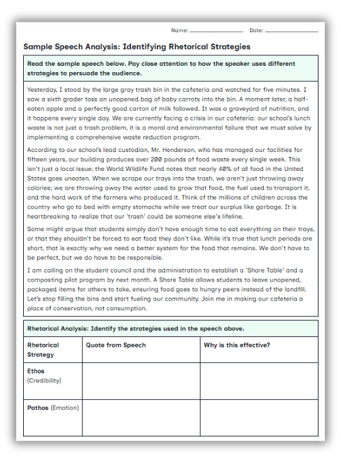 Name: Date:
Sample Speech Analysis: Identifying Rhetorical Strategies
Read the sample speech below. Pay close attention to how the speaker uses different
strategies to persuade the audience.
Yesterday, I stood by the large gray trash bin in the cafeteria and watched for five minutes. I
saw a sixth grader toss an unopened bag of baby carrots into the bin. A moment later, a half-
eaten apple and a perfectly good carton of milk followed. It was a graveyard of nutrition, and
it happens every single day. We are currently facing a crisis in our cafeteria: our school's lunch
waste is not just a trash problem, it is a moral and environmental failure that we must solve by
implementing a comprehensive waste reduction program.
According to our school's lead custodian, Mr. Henderson, who has managed our facilities for
fifteen years, our building produces over 200 pounds of food waste every single week. This
isn't just a local issue; the World Wildlife Fund notes that nearly 40% of all food in the United
States goes uneaten. When we scrape our trays into the trash, we aren't just throwing away
calories; we are throwing away the water used to grow that food, the fuel used to transport it,
and the hard work of the farmers who produced it. Think of the millions of children across the
country who go to bed with empty stomachs while we treat our surplus like garbage. It is
heartbreaking to realize that our 'trash' could be someone else's lifeline.
Some might argue that students simply don't have enough time to eat everything on their trays,
or that they shouldn't be forced to eat food they don't like. While it's true that lunch periods are
short, that is exactly why we need a better system for the food that remains. We don't have to
be perfect, but we do have to be responsible.
I am calling on the student council and the administration to establish a 'Share Table' and a
composting pilot program by next month. A Share Table allows students to leave unopened,
packaged items for others to take, ensuring food goes to hungry peers instead of the landfill.
Let's stop filling the bins and start fueling our community. Join me in making our cafeteria a
place of conservation, not consumption.
Rhetorical Analysis: Identify the strategies used in the speech above.
Rhetorical Strategy
Quote from Speech
Why is this effective?
Ethos
(Credibility)
Pathos (Emotion)